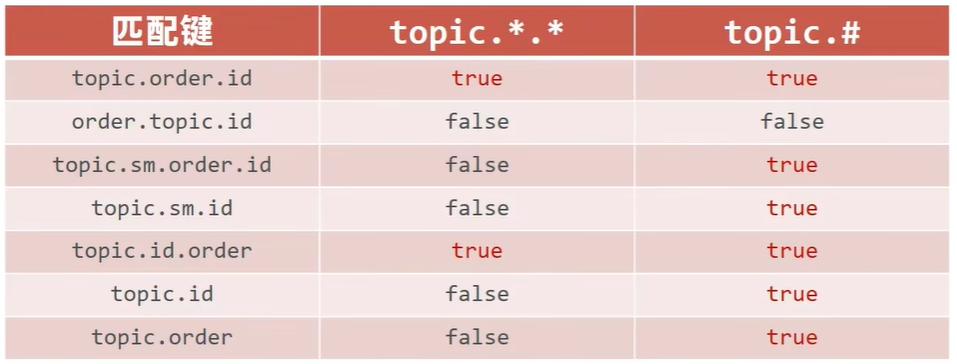 匹配键 topic.*.* topic.#
topic.order.id true true
order.topic.id false false
topic.sm.order.id false true
topic.sm.id false true
topic.id.order true true
topic.id false true
topic.order false true